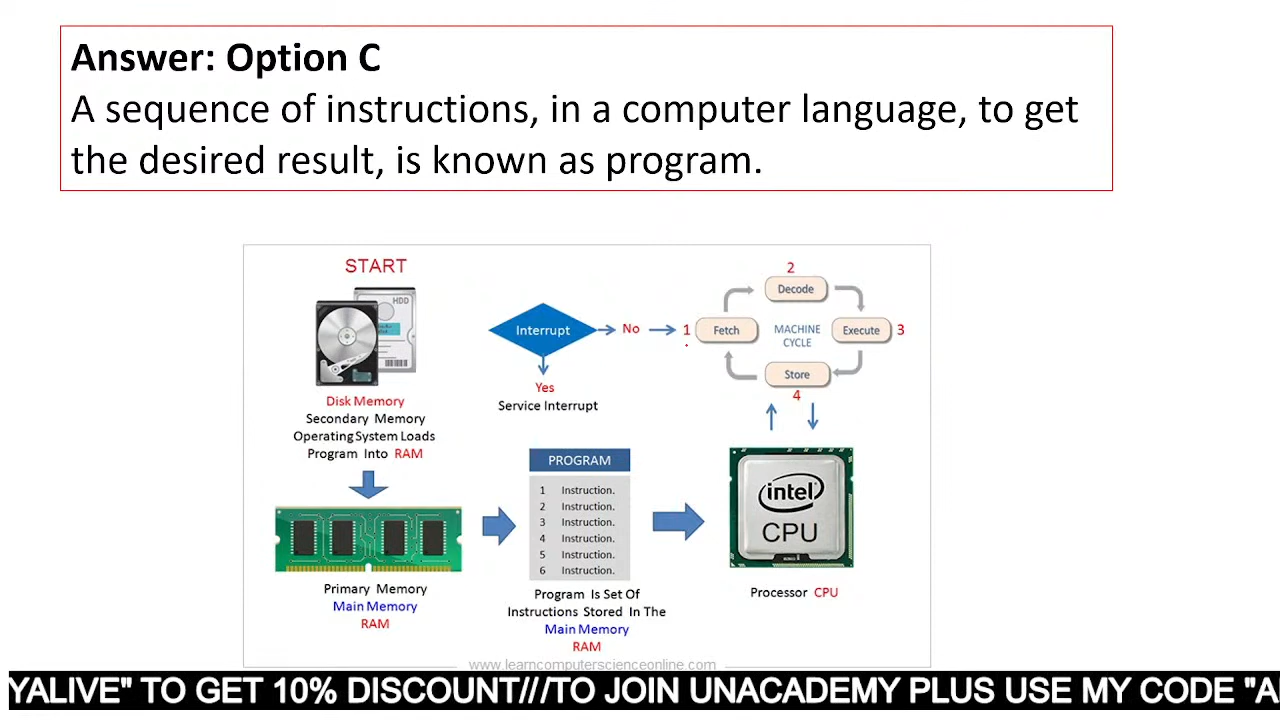 Answer: Option C
A sequence of instructions, in a computer language, to get
the desired result, is known as program.
START
HDD
Disk Memory
Secondary Memory
Operating System Loads
Program Into RAM
Primary Memory
Main Memory
RAM
Interrupt
No
Yes
Service Interrupt
PROGRAM
1 Instruction.
2 Instruction.
3 Instruction.
4 Instruction.
5 Instruction.
6 Instruction.
Program Is Set Of
Instructions Stored In The
Main Memory
RAM
2
Decode
1 Fetch
MACHINE
CYCLE
Execute 3
Store
4
intel
CPU
Processor CPU
www.learncomputerscienceonline.com
YALIVE" TO GET 10% DISCOUNT///TO JOIN UNACADEMY PLUS USE MY CODE "A